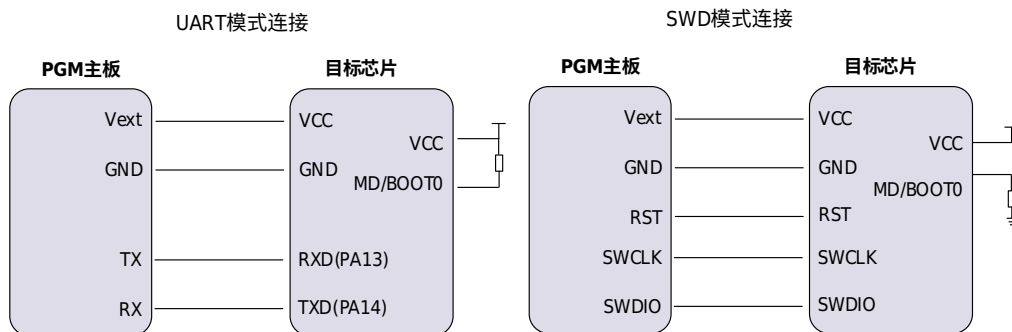 UART模式连接
PGM主板
目标芯片
Vext
VCC
VCC
GND
GND
MD/BOOT0
TX
RXD(PA13)
RX
TXD(PA14)
SWD模式连接
PGM主板
目标芯片
Vext
VCC
VCC
GND
GND
MD/BOOT0
RST
RST
SWCLK
SWCLK
SWDIO
SWDIO